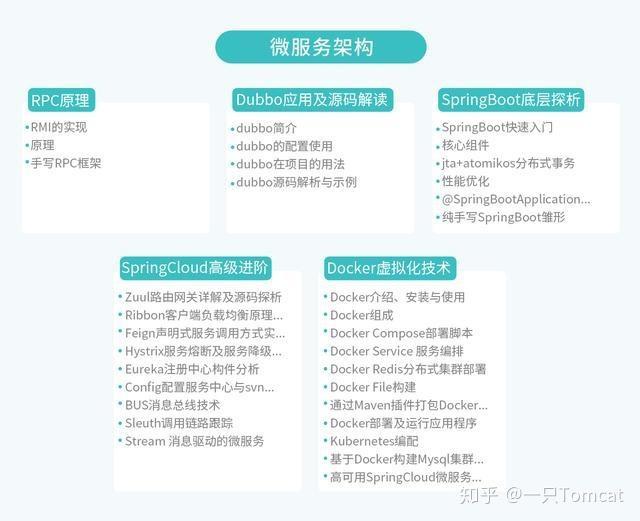 微服务架构
RPC原理
•RMI的实现
•原理
•手写RPC框架
Dubbo应用及源码解读
•dubbo简介
•dubbo的配置使用
•dubbo在项目的用法
•dubbo源码解析与示例
SpringBoot底层探析
•SpringBoot快速入门
•核心组件
•jta+atomikos分布式事务
•性能优化
•@SpringBootApplication...
•纯手写SpringBoot雏形
SpringCloud高级进阶
•Zuul路由网关详解及源码探析
•Ribbon客户端负载均衡原理...
•Feign声明式服务调用方式实...
•Hystrix服务熔断及服务降级...
•Eureka注册中心构件分析
•Config配置服务中心与svn...
•BUS消息总线技术
•Sleuth调用链路跟踪
•Stream 消息驱动的微服务
Docker虚拟化技术
•Docker介绍、安装与使用
•Docker组成
•Docker Compose部署脚本
•Docker Service 服务编排
•Docker Redis分布式集群部署
•Docker File构建
•通过Maven插件打包Docker...
•Docker部署及运行应用程序
•Kubernetes编配
•基于Docker构建Mysql集群...
•高可用SpringCloud微服务...
知乎 @一只Tomcat